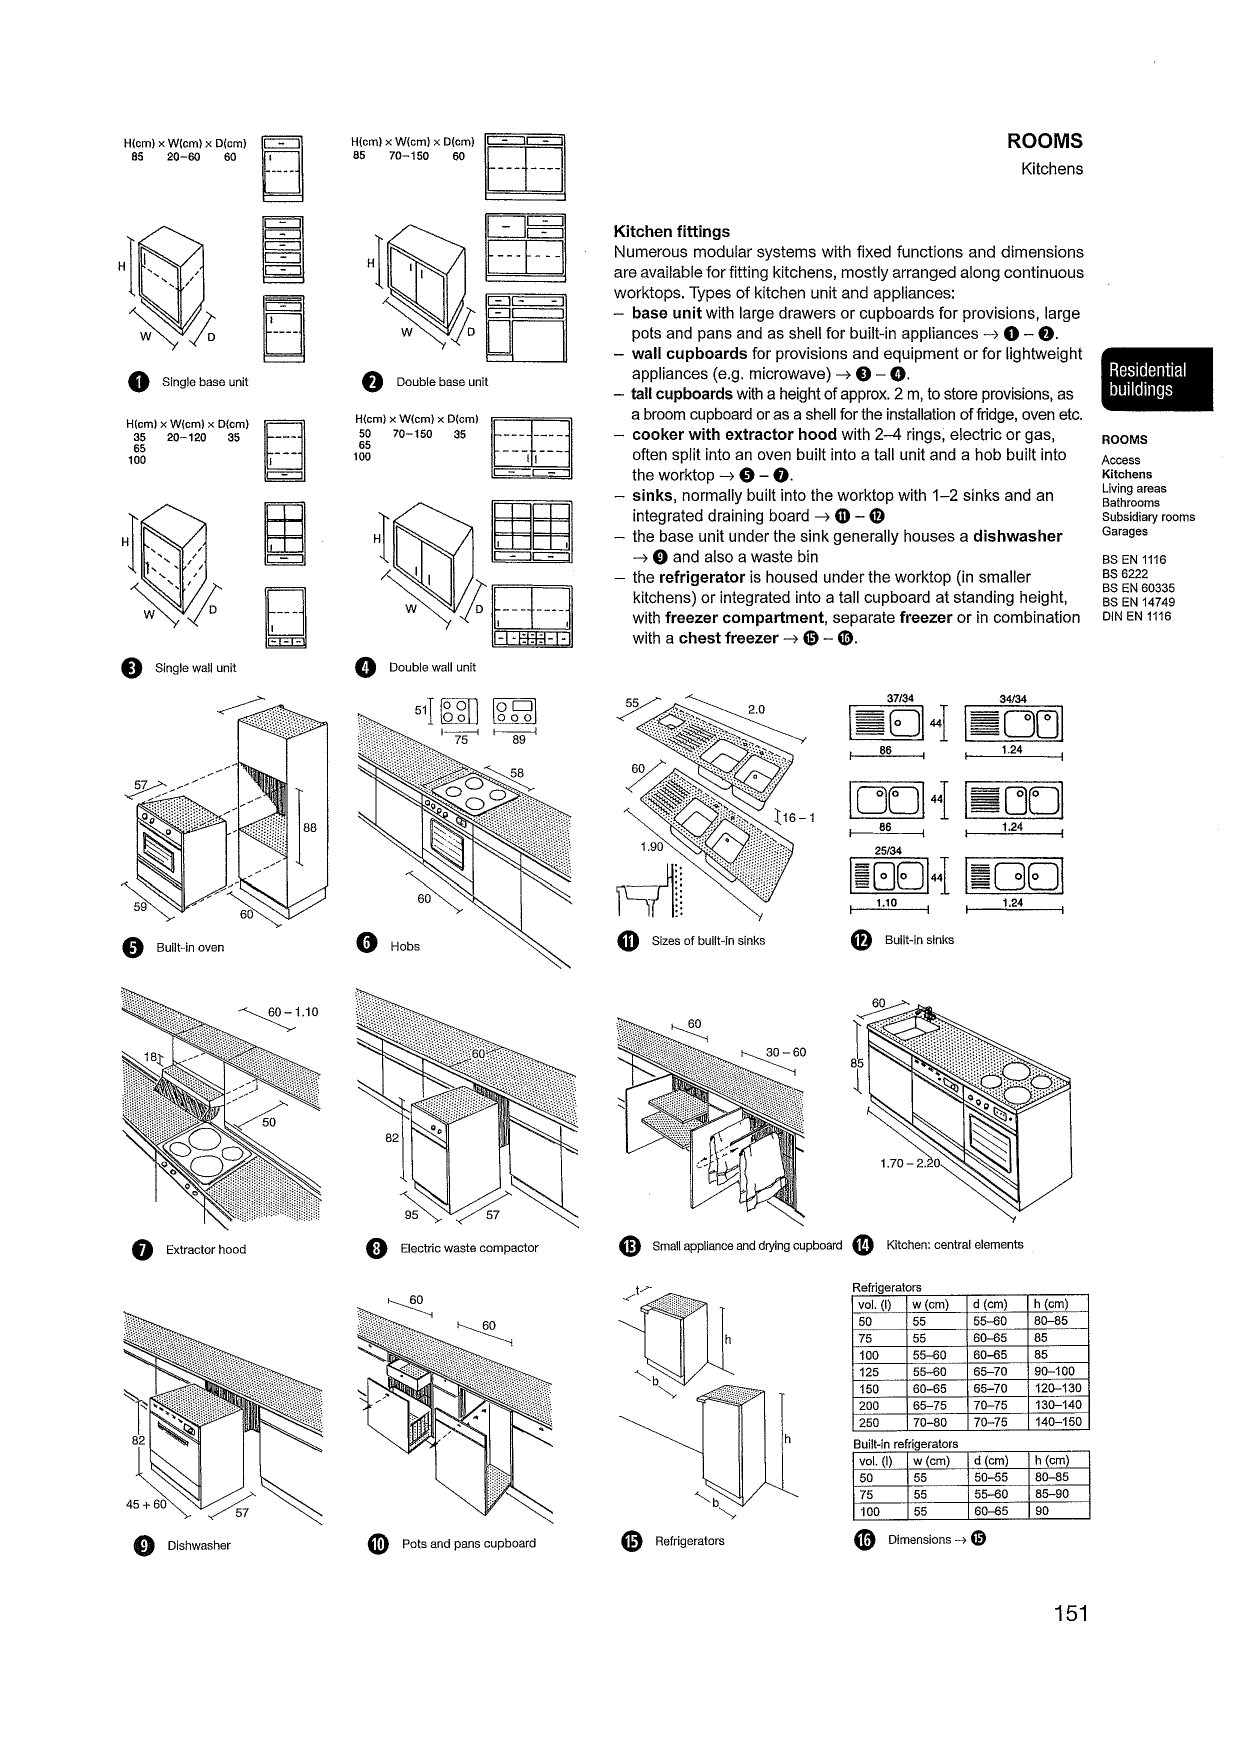 ROOMS
Kitchens
H(cm) x W(cm) x D(cm)
85 20–60 60
H
W
D
1 Single base unit
H(cm) x W(cm) x D(cm)
85 70–150 60
H
W
D
2 Double base unit
H(cm) x W(cm) x D(cm)
35 20–120 35
65
100
H
W
D
3 Single wall unit
H(cm) x W(cm) x D(cm)
50 70–150 35
65
100
H
W
D
4 Double wall unit
Kitchen fittings
Numerous modular systems with fixed functions and dimensions
are available for fitting kitchens, mostly arranged along continuous
worktops. Types of kitchen unit and appliances:
– base unit with large drawers or cupboards for provisions, large
pots and pans and as shell for built-in appliances → 1 – 2.
– wall cupboards for provisions and equipment or for lightweight
appliances (e.g. microwave) → 3 – 4.
– tall cupboards with a height of approx. 2 m, to store provisions, as
a broom cupboard or as a shell for the installation of fridge, oven etc.
– cooker with extractor hood with 2–4 rings, electric or gas,
often split into an oven built into a tall unit and a hob built into
the worktop → 5 – 7.
– sinks, normally built into the worktop with 1–2 sinks and an
integrated draining board → 11 – 12
– the base unit under the sink generally houses a dishwasher
→ 9 and also a waste bin
– the refrigerator is housed under the worktop (in smaller
kitchens) or integrated into a tall cupboard at standing height,
with freezer compartment, separate freezer or in combination
with a chest freezer → 15 – 16.
Residential
buildings
ROOMS
Access
Kitchens
Living areas
Bathrooms
Subsidiary rooms
Garages
BS EN 1116
BS 6222
BS EN 60335
BS EN 14749
DIN EN 1116
57
88
59
60
5 Built-in oven
51
75
89
58
60
6 Hobs
55
2.0
60
16 – 1
1.90
11 Sizes of built-in sinks
37/34
34/34
44
86
1.24
44
86
1.24
25/34
44
1.10
1.24
12 Built-in sinks
60 – 1.10
18
50
7 Extractor hood
60
82
95
57
8 Electric waste compactor
60
30 – 60
13 Small appliance and drying cupboard
60
85
1.70 – 2.20
14 Kitchen: central elements
82
45 + 60
57
9 Dishwasher
60
60
10 Pots and pans cupboard
t
h
b
h
b
15 Refrigerators
Refrigerators
vol. (l) w (cm) d (cm) h (cm)
50 55 55–60 80–85
75 55 60–65 85
100 55–60 60–65 85
125 55–60 65–70 90–100
150 60–65 65–70 120–130
200 65–75 70–75 130–140
250 70–80 70–75 140–150
Built-in refrigerators
vol. (l) w (cm) d (cm) h (cm)
50 55 50–55 80–85
75 55 55–60 85–90
100 55 60–65 90
16 Dimensions → 15
151